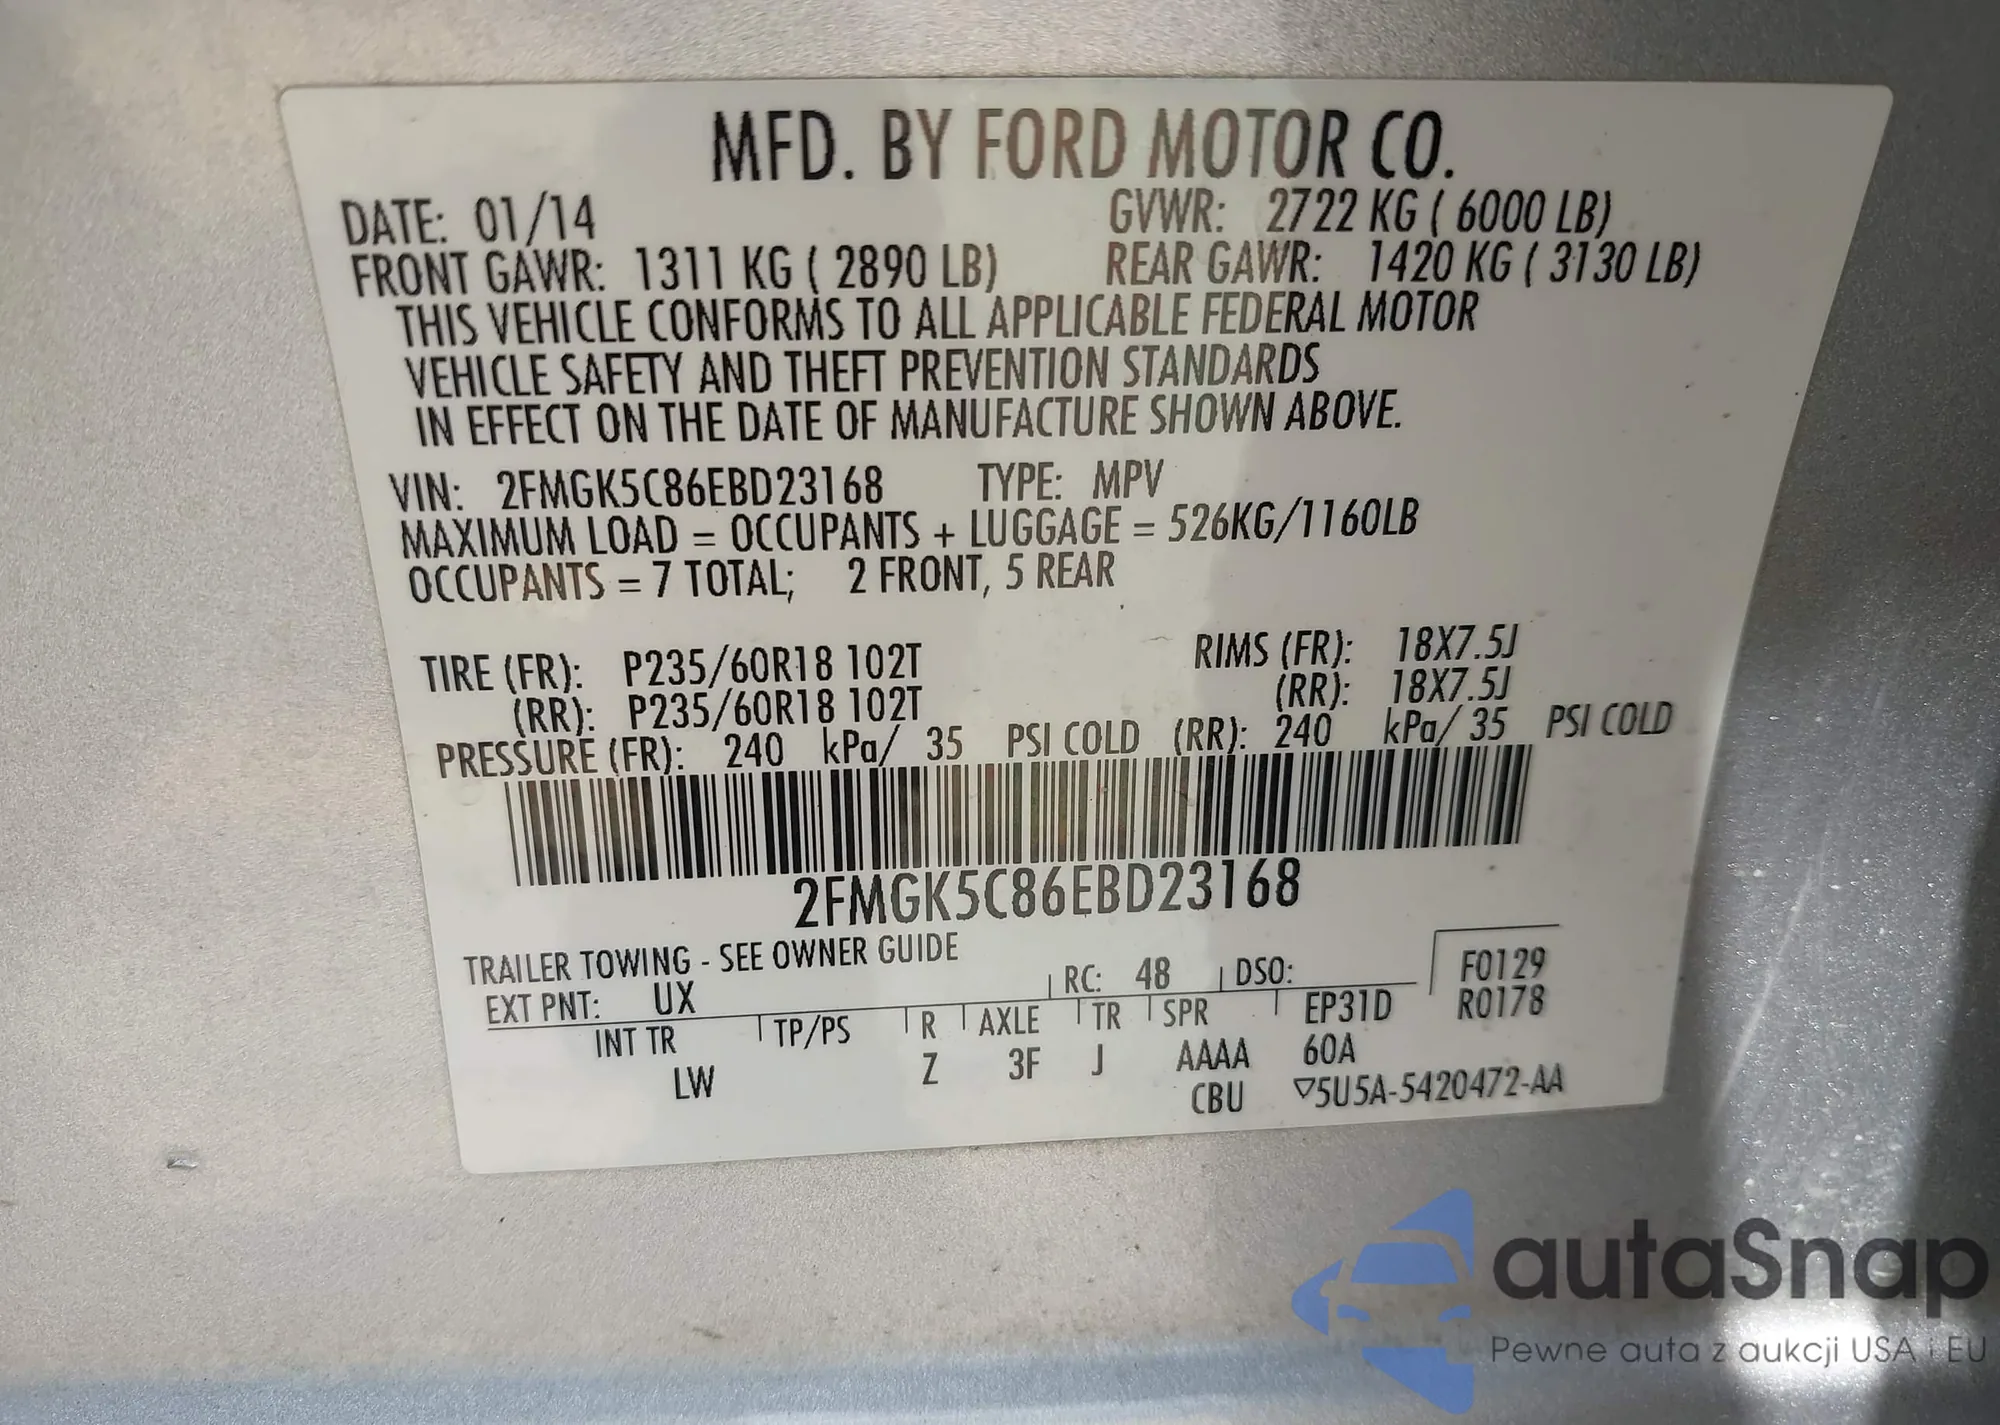 MFD. BY FORD MOTOR CO.
DATE: 01/14 GVWR: 2722 KG ( 6000 LB)
FRONT GAWR: 1311 KG ( 2890 LB) REAR GAWR: 1420 KG ( 3130 LB)
THIS VEHICLE CONFORMS TO ALL APPLICABLE FEDERAL MOTOR
VEHICLE SAFETY AND THEFT PREVENTION STANDARDS
IN EFFECT ON THE DATE OF MANUFACTURE SHOWN ABOVE.
VIN: 2FMGK5C86EBD23168 TYPE: MPV
MAXIMUM LOAD = OCCUPANTS + LUGGAGE = 526KG/1160LB
OCCUPANTS = 7 TOTAL; 2 FRONT, 5 REAR
TIRE (FR): P235/60R18 102T RIMS (FR): 18X7.5J
(RR): P235/60R18 102T (RR): 18X7.5J
PRESSURE (FR): 240 kPa/ 35 PSI COLD (RR): 240 kPa/ 35 PSI COLD
2FMGK5C86EBD23168
TRAILER TOWING - SEE OWNER GUIDE
EXT PNT: UX RC: 48 DSO: F0129
INT TR TP/PS R AXLE TR SPR EP31D R0178
LW Z 3F J AAAA 60A
CBU ▽5U5A-5420472-AA
autaSnap
Pewne auta z aukcji USA i EU